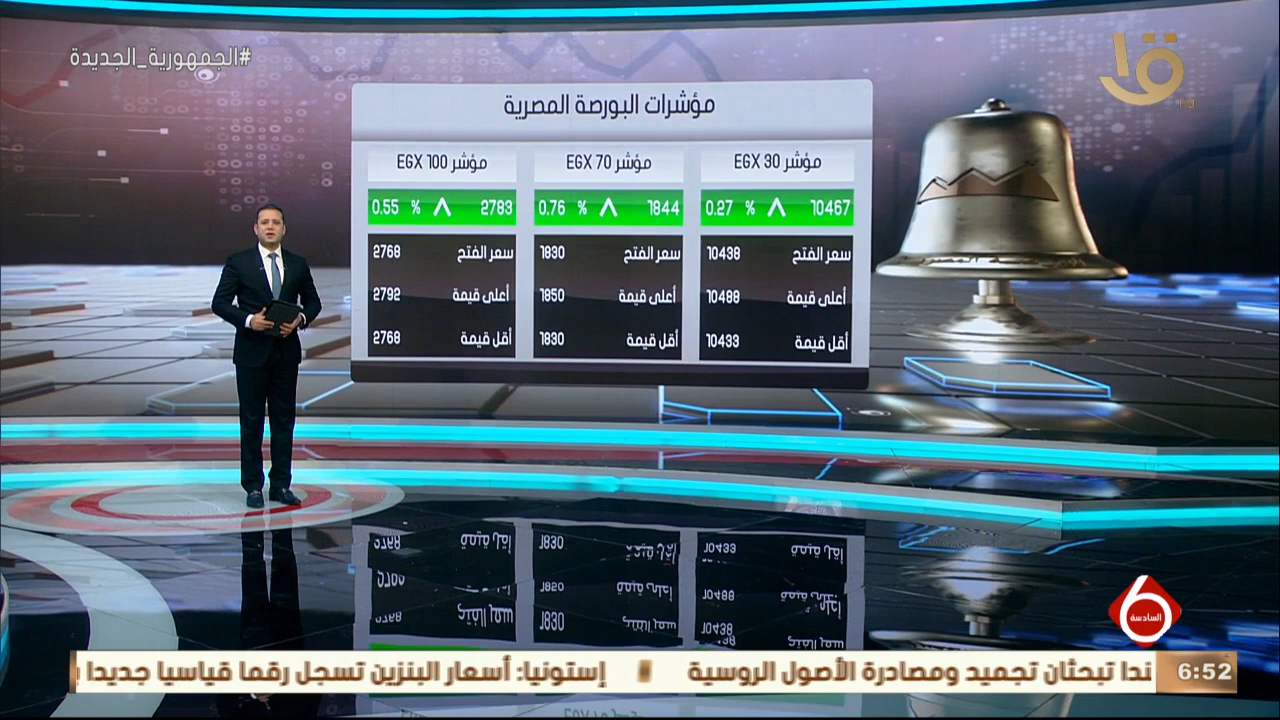 #الجمهورية_الجديدة
مؤشرات البورصة المصرية
مؤشر EGX 30
10467 % 0.27
سعر الفتح 10438
أعلى قيمة 10488
أقل قيمة 10433
مؤشر EGX 70
1844 % 0.76
سعر الفتح 1830
أعلى قيمة 1850
أقل قيمة 1830
مؤشر EGX 100
2783 % 0.55
سعر الفتح 2768
أعلى قيمة 2792
أقل قيمة 2768
السادسة
6:52
ندا تبحثان تجميد ومصادرة الأصول الروسية
إستونيا: أسعار البنزين تسجل رقما قياسيا جديدا